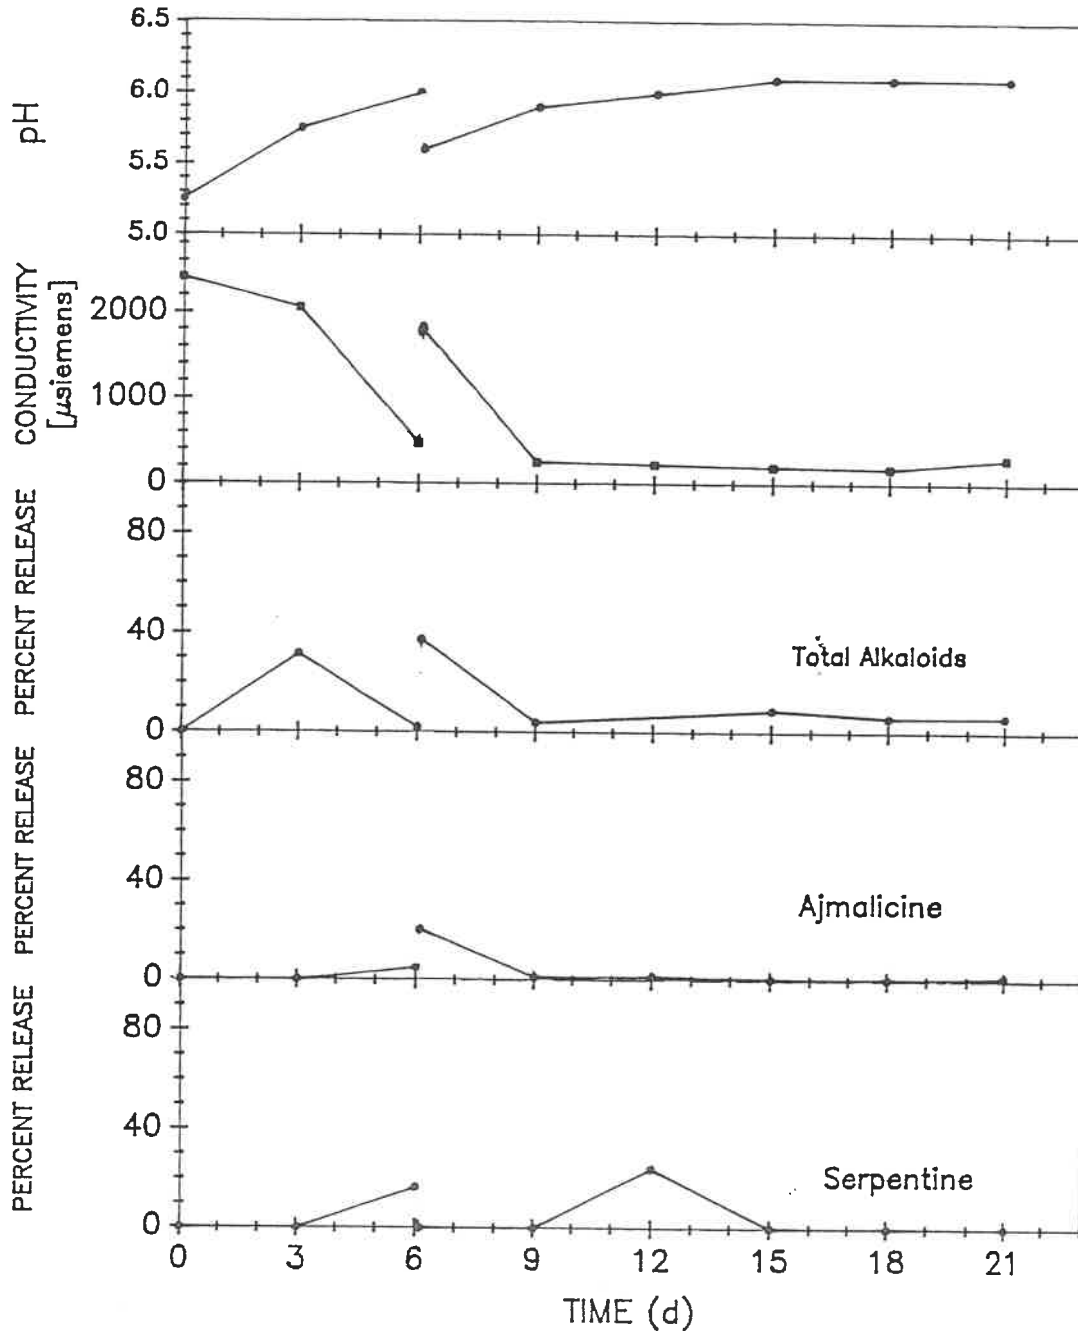 6.5
6.0
5.5
5.0
pH
2000
1000
0
CONDUCTIVITY
[μsiemens]
80
40
0
PERCENT RELEASE
Total Alkaloids
80
40
0
PERCENT RELEASE
Ajmalicine
80
40
0
PERCENT RELEASE
Serpentine
0 3 6 9 12 15 18 21
TIME (d)